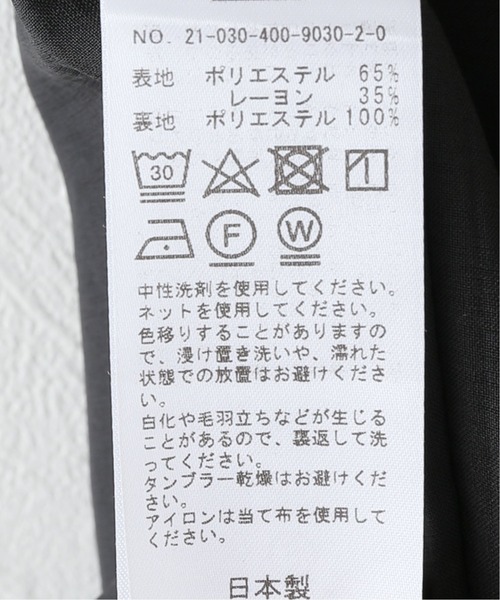 NO. 21-030-400-9030-2-0
表地 ポリエステル 65%
レーヨン 35%
裏地 ポリエステル 100%
30
F W
中性洗剤を使用してください。
ネットを使用してください。
色移りすることがありますの
で、浸け置き洗いや、濡れた
状態での放置はお避けくださ
い。
白化や毛羽立ちなどが生じる
ことがあるので、裏返して洗
ってください。
タンブラー乾燥はお避けくだ
さい。
アイロンは当て布を使用して
ください。
日本製